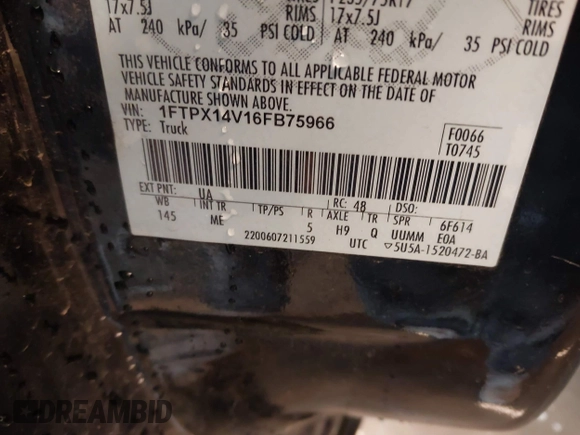 17x7.5J RIMS 17x7.5J RIMS
TIRES
AT 240 kPa/ 35 PSI COLD AT 240 kPa/ 35 PSI COLD
THIS VEHICLE CONFORMS TO ALL APPLICABLE FEDERAL MOTOR
VEHICLE SAFETY STANDARDS IN EFFECT ON THE DATE OF
MANUFACTURE SHOWN ABOVE.
VIN: 1FTPX14V16FB75966
TYPE: Truck
F0066
T0745
EXT PNT: UA RC: 48 DSO:
WB INT TR TP/PS R AXLE TR SPR 6F614
145 ME 5 H9 Q UUMM E0A
2200607211559 UTC ▽5U5A-1520472-BA
DREAMBID